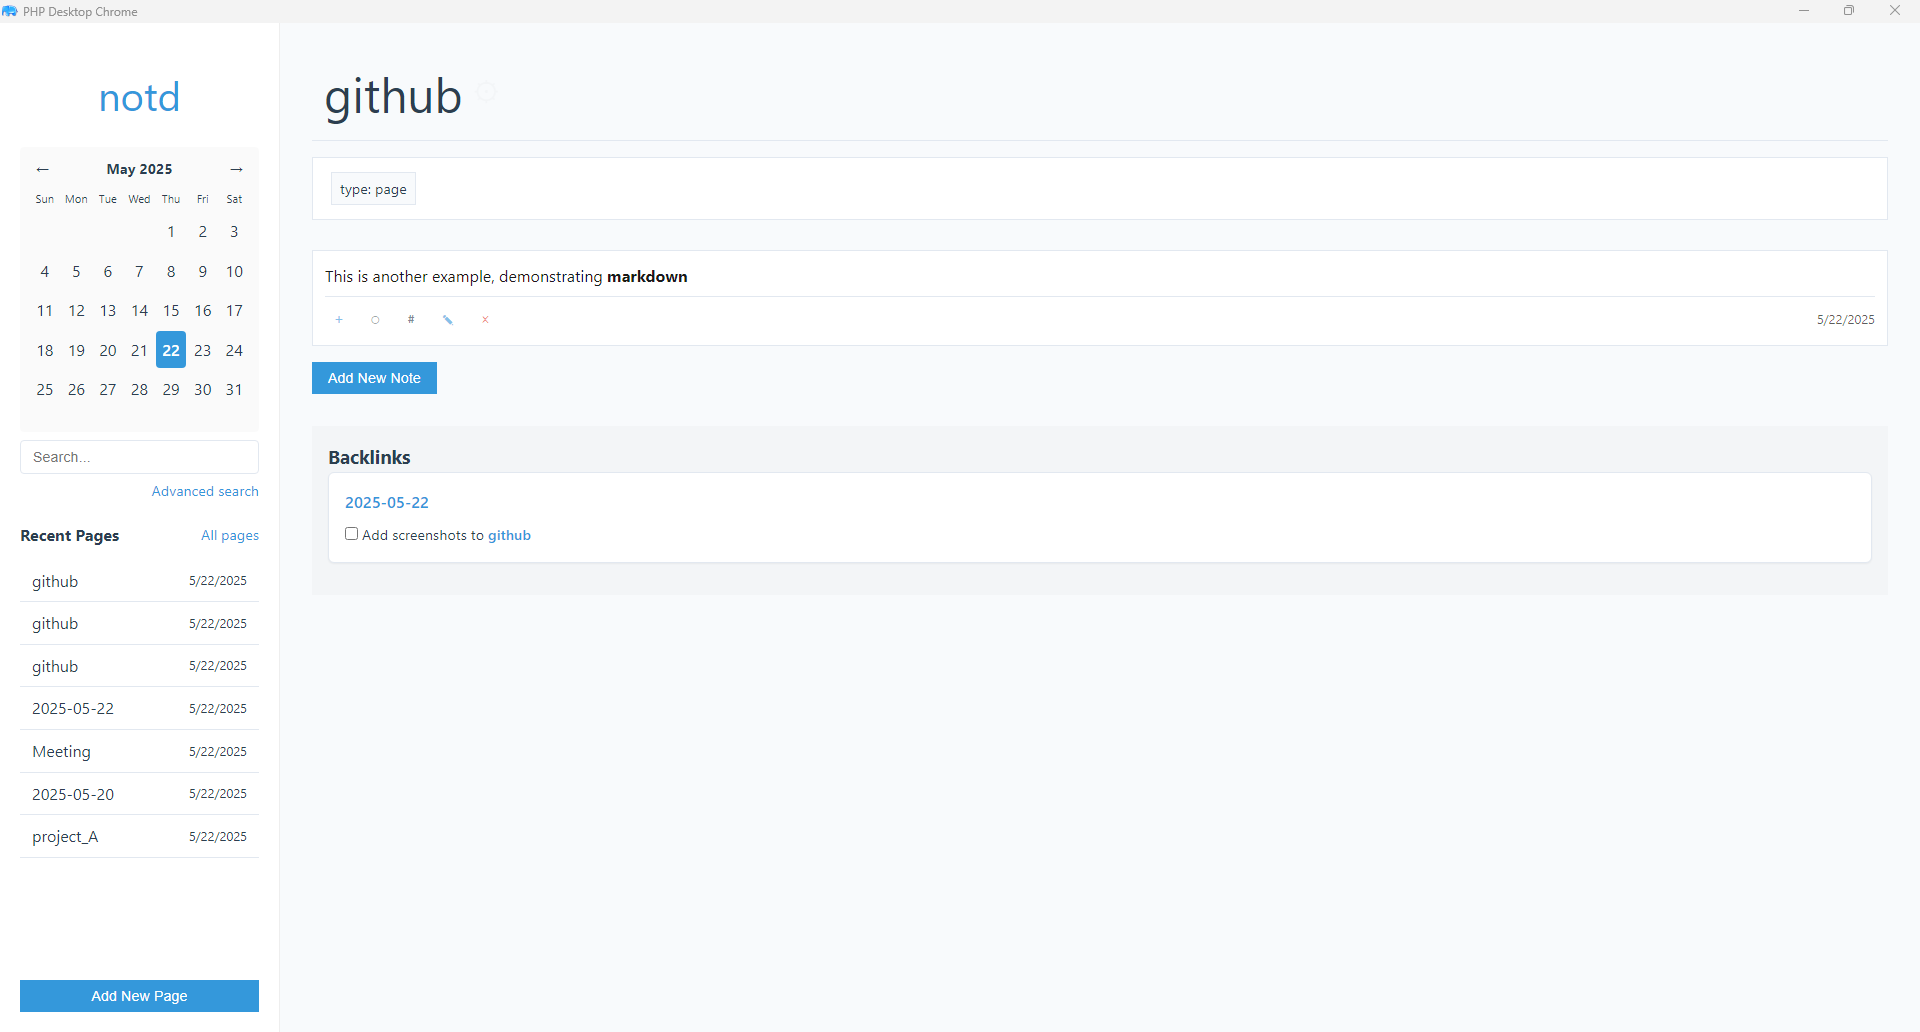 PHP Desktop Chrome
notd
← May 2025 →
Sun Mon Tue Wed Thu Fri Sat
1 2 3
4 5 6 7 8 9 10
11 12 13 14 15 16 17
18 19 20 21 22 23 24
25 26 27 28 29 30 31
Search...
Advanced search
Recent Pages All pages
github 5/22/2025
github 5/22/2025
github 5/22/2025
2025-05-22 5/22/2025
Meeting 5/22/2025
2025-05-20 5/22/2025
project_A 5/22/2025
Add New Page
github
type: page
This is another example, demonstrating markdown
+ ○ # ✏️ × 5/22/2025
Add New Note
Backlinks
2025-05-22
Add screenshots to github